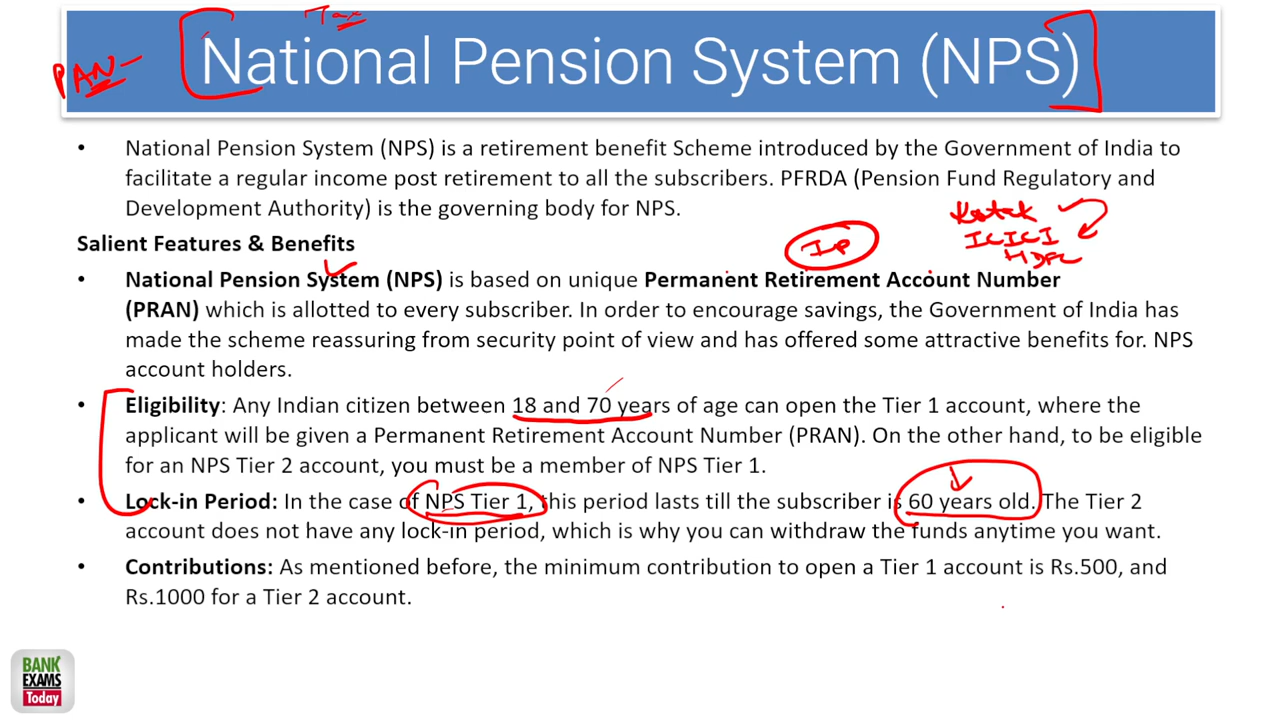 Tax
PAN-
National Pension System (NPS)
• National Pension System (NPS) is a retirement benefit Scheme introduced by the Government of India to
facilitate a regular income post retirement to all the subscribers. PFRDA (Pension Fund Regulatory and
Development Authority) is the governing body for NPS.
Kotak
ICICI
HDFC
Salient Features & Benefits
• National Pension System (NPS) is based on unique Permanent Retirement Account Number
(PRAN) which is allotted to every subscriber. In order to encourage savings, the Government of India has
made the scheme reassuring from security point of view and has offered some attractive benefits for. NPS
account holders.
• Eligibility: Any Indian citizen between 18 and 70 years of age can open the Tier 1 account, where the
applicant will be given a Permanent Retirement Account Number (PRAN). On the other hand, to be eligible
for an NPS Tier 2 account, you must be a member of NPS Tier 1.
• Lock-in Period: In the case of NPS Tier 1, this period lasts till the subscriber is 60 years old. The Tier 2
account does not have any lock-in period, which is why you can withdraw the funds anytime you want.
• Contributions: As mentioned before, the minimum contribution to open a Tier 1 account is Rs.500, and
Rs.1000 for a Tier 2 account.
BANK
EXAMS
Today